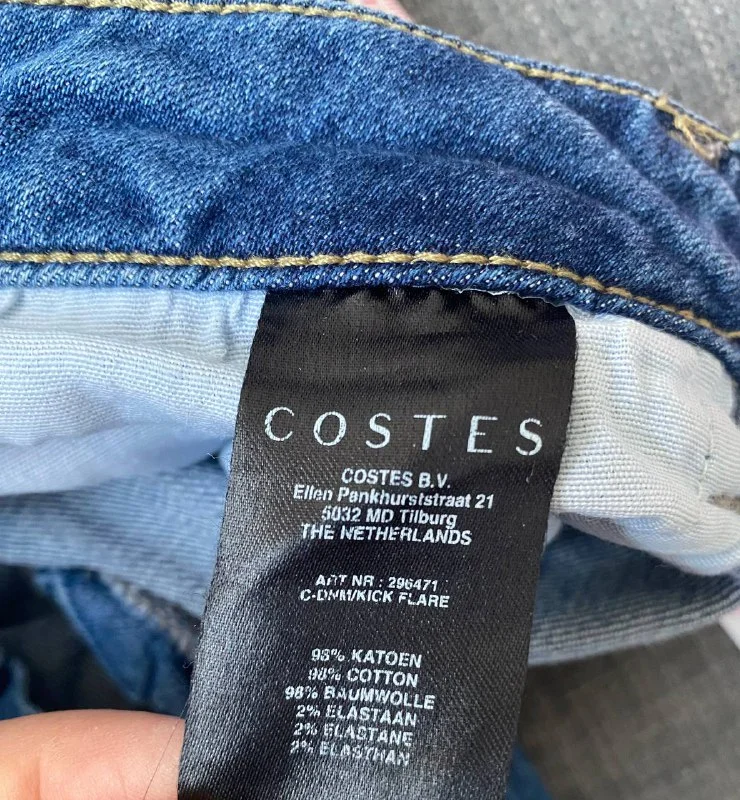 COSTES
COSTES B.V.
Ellen Pankhurststraat 21
5032 MD Tilburg
THE NETHERLANDS
ART NR : 296471
C-DNM/KICK FLARE
98% KATOEN
98% COTTON
98% BAUMWOLLE
2% ELASTAAN
2% ELASTANE
2% ELASTHAN